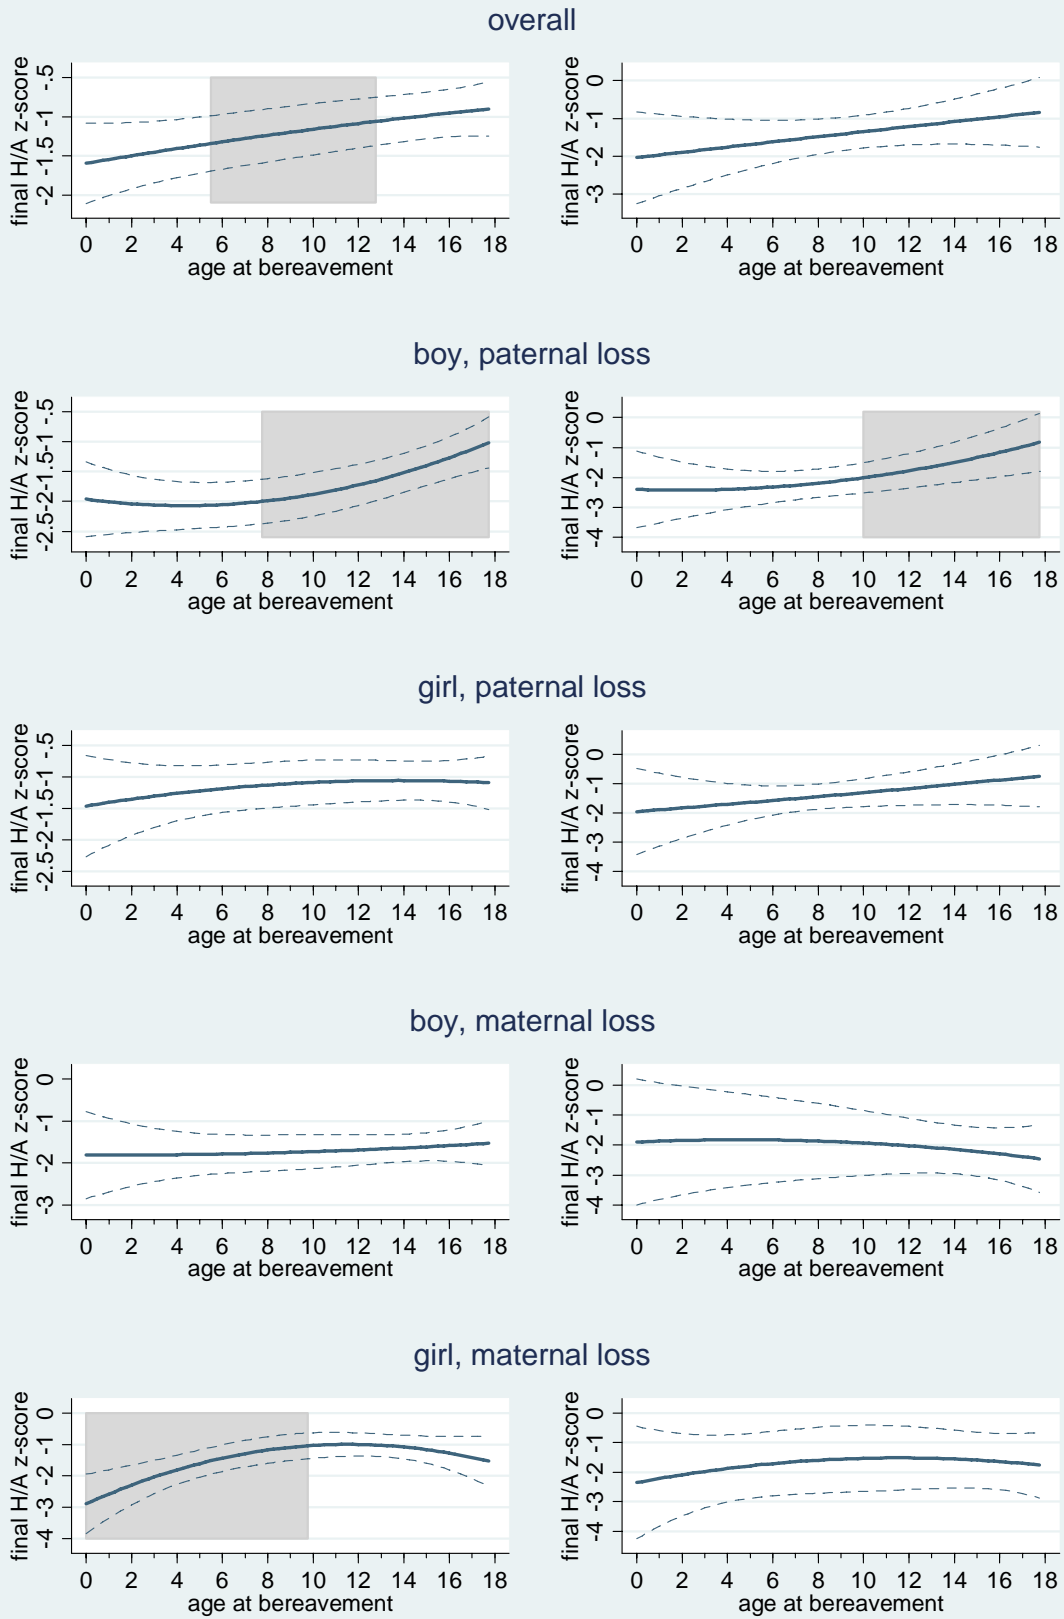 overall
final H/A z-score
-.5
-1
-1.5
-2
0 2 4 6 8 10 12 14 16 18
age at bereavement
final H/A z-score
0
-1
-2
-3
0 2 4 6 8 10 12 14 16 18
age at bereavement
boy, paternal loss
final H/A z-score
-2.5-2-1.5-1 -.5
0 2 4 6 8 10 12 14 16 18
age at bereavement
final H/A z-score
0
-1
-2
-3
-4
0 2 4 6 8 10 12 14 16 18
age at bereavement
girl, paternal loss
final H/A z-score
-2.5-2-1.5-1 -.5
0 2 4 6 8 10 12 14 16 18
age at bereavement
final H/A z-score
0
-1
-2
-3
-4
0 2 4 6 8 10 12 14 16 18
age at bereavement
boy, maternal loss
final H/A z-score
0
-1
-2
-3
0 2 4 6 8 10 12 14 16 18
age at bereavement
final H/A z-score
0
-1
-2
-3
-4
0 2 4 6 8 10 12 14 16 18
age at bereavement
girl, maternal loss
final H/A z-score
0
-1
-2
-3
-4
0 2 4 6 8 10 12 14 16 18
age at bereavement
final H/A z-score
0
-1
-2
-3
-4
0 2 4 6 8 10 12 14 16 18
age at bereavement